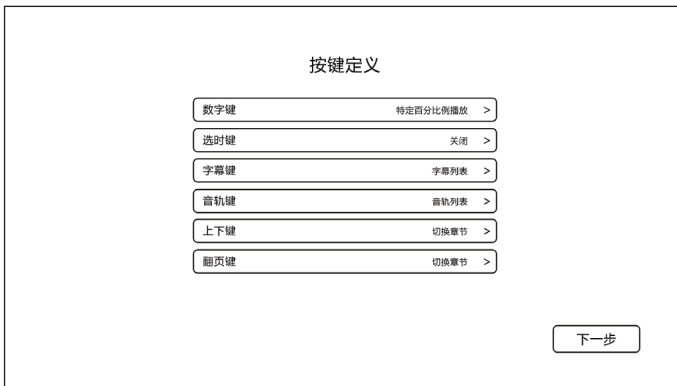 按键定义
数字键 特定百分比例播放 >
选时键 关闭 >
字幕键 字幕列表 >
音轨键 音轨列表 >
上下键 切换章节 >
翻页键 切换章节 >
下一步